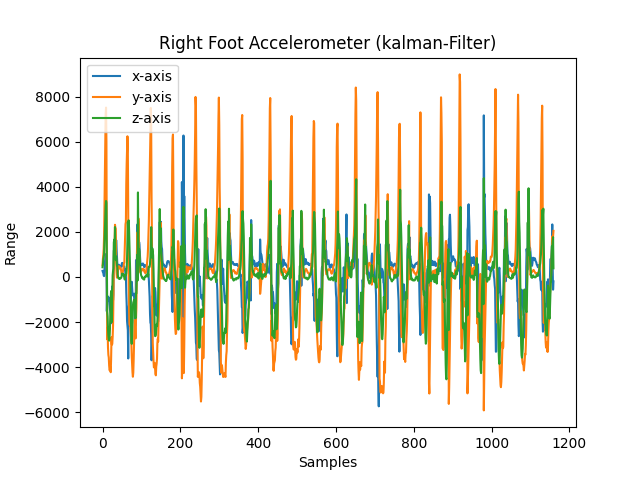 Right Foot Accelerometer (kalman-Filter)
x-axis
y-axis
z-axis
8000
6000
4000
2000
0
−2000
−4000
−6000
Range
0 200 400 600 800 1000 1200
Samples